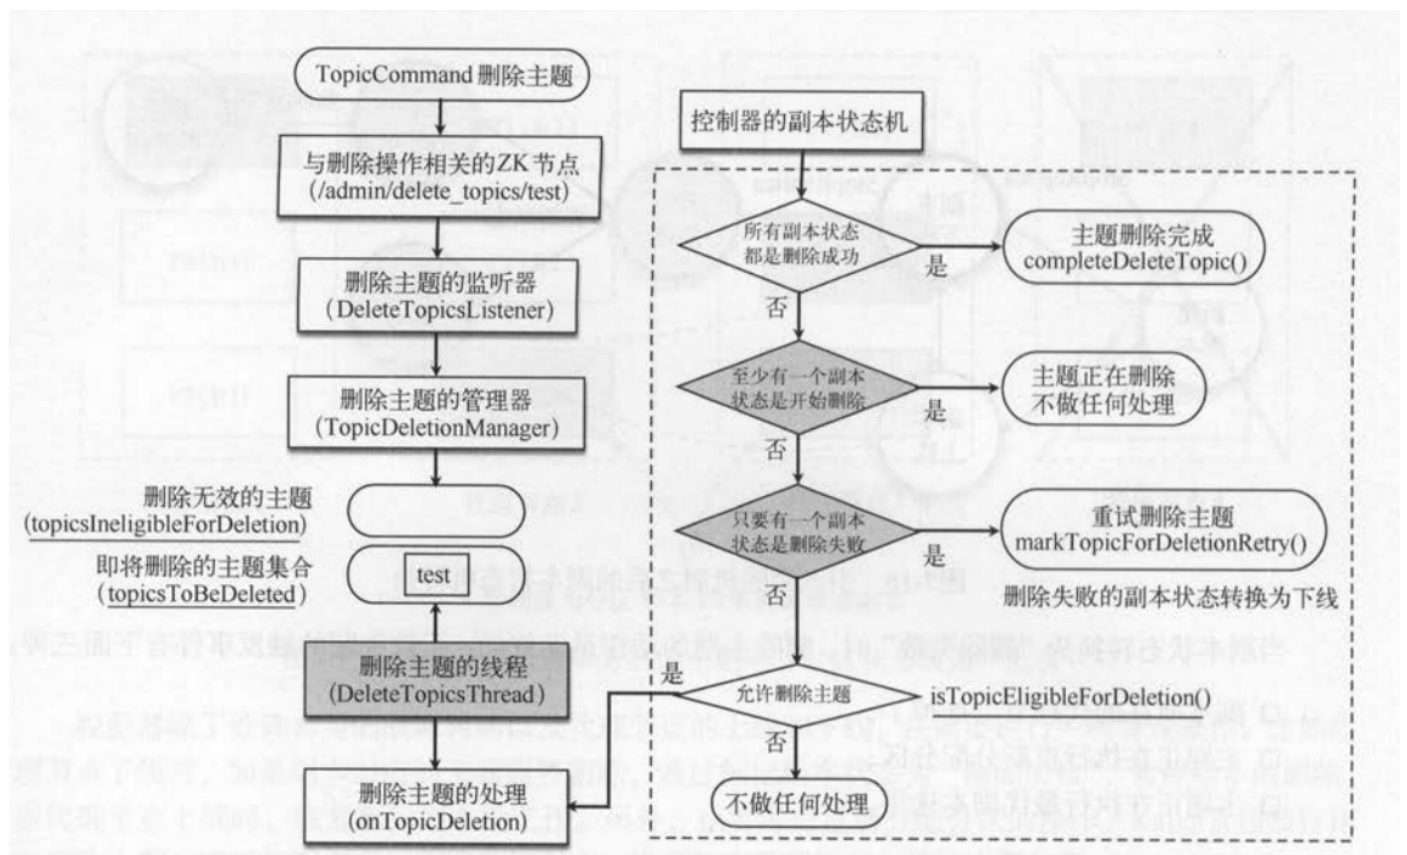 TopicCommand 删除主题
与删除操作相关的ZK 节点
(/admin/delete_topics/test)
删除主题的监听器
(DeleteTopicsListener)
删除主题的管理器
(TopicDeletionManager)
删除无效的主题
(topicsIneligibleForDeletion)
即将删除的主题集合
(topicsToBeDeleted)
test
删除主题的线程
(DeleteTopicsThread)
删除主题的处理
(onTopicDeletion)
控制器的副本状态机
所有副本状态
都是删除成功
是
主题删除完成
completeDeleteTopic()
否
至少有一个副本
状态是开始删除
是
主题正在删除
不做任何处理
否
只要有一个副本
状态是删除失败
是
重试删除主题
markTopicForDeletionRetry()
删除失败的副本状态转换为下线
否
是
允许删除主题
isTopicEligibleForDeletion()
否
不做任何处理